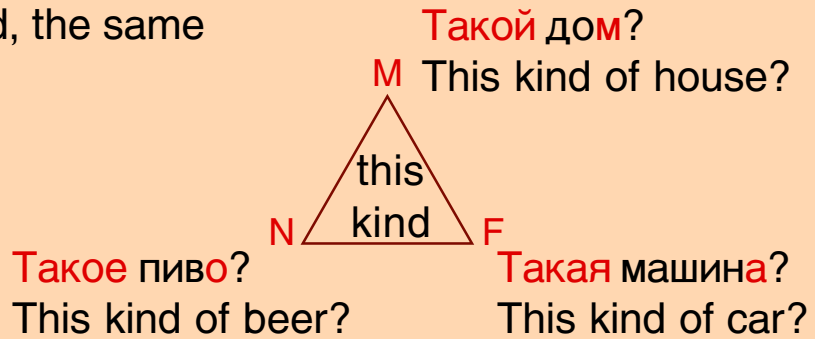 the same
Такой дом?
M
This kind of house?
this
kind
N
F
Такое пиво?
This kind of beer?
Такая машина?
This kind of car?